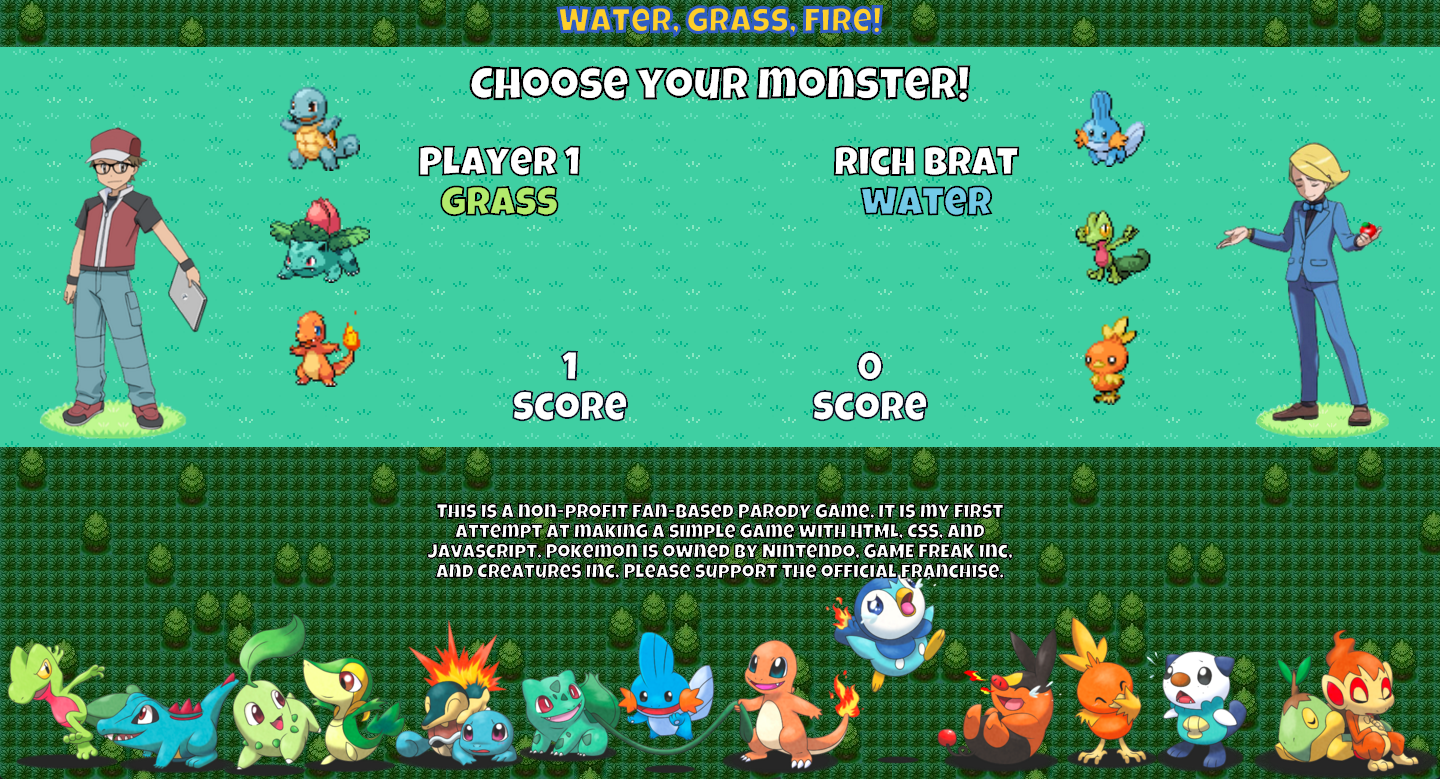 WATER, GRASS, FIRE!
CHOOSE YOUR MONSTER!
PLAYER 1
GRASS
RICH BRAT
WATER
1
SCORE
0
SCORE
THIS IS A NON-PROFIT FAN-BASED PARODY GAME. IT IS MY FIRST
ATTEMPT AT MAKING A SIMPLE GAME WITH HTML, CSS, AND
JAVASCRIPT. POKEMON IS OWNED BY NINTENDO, GAME FREAK INC.
AND CREATURES INC. PLEASE SUPPORT THE OFFICIAL FRANCHISE.